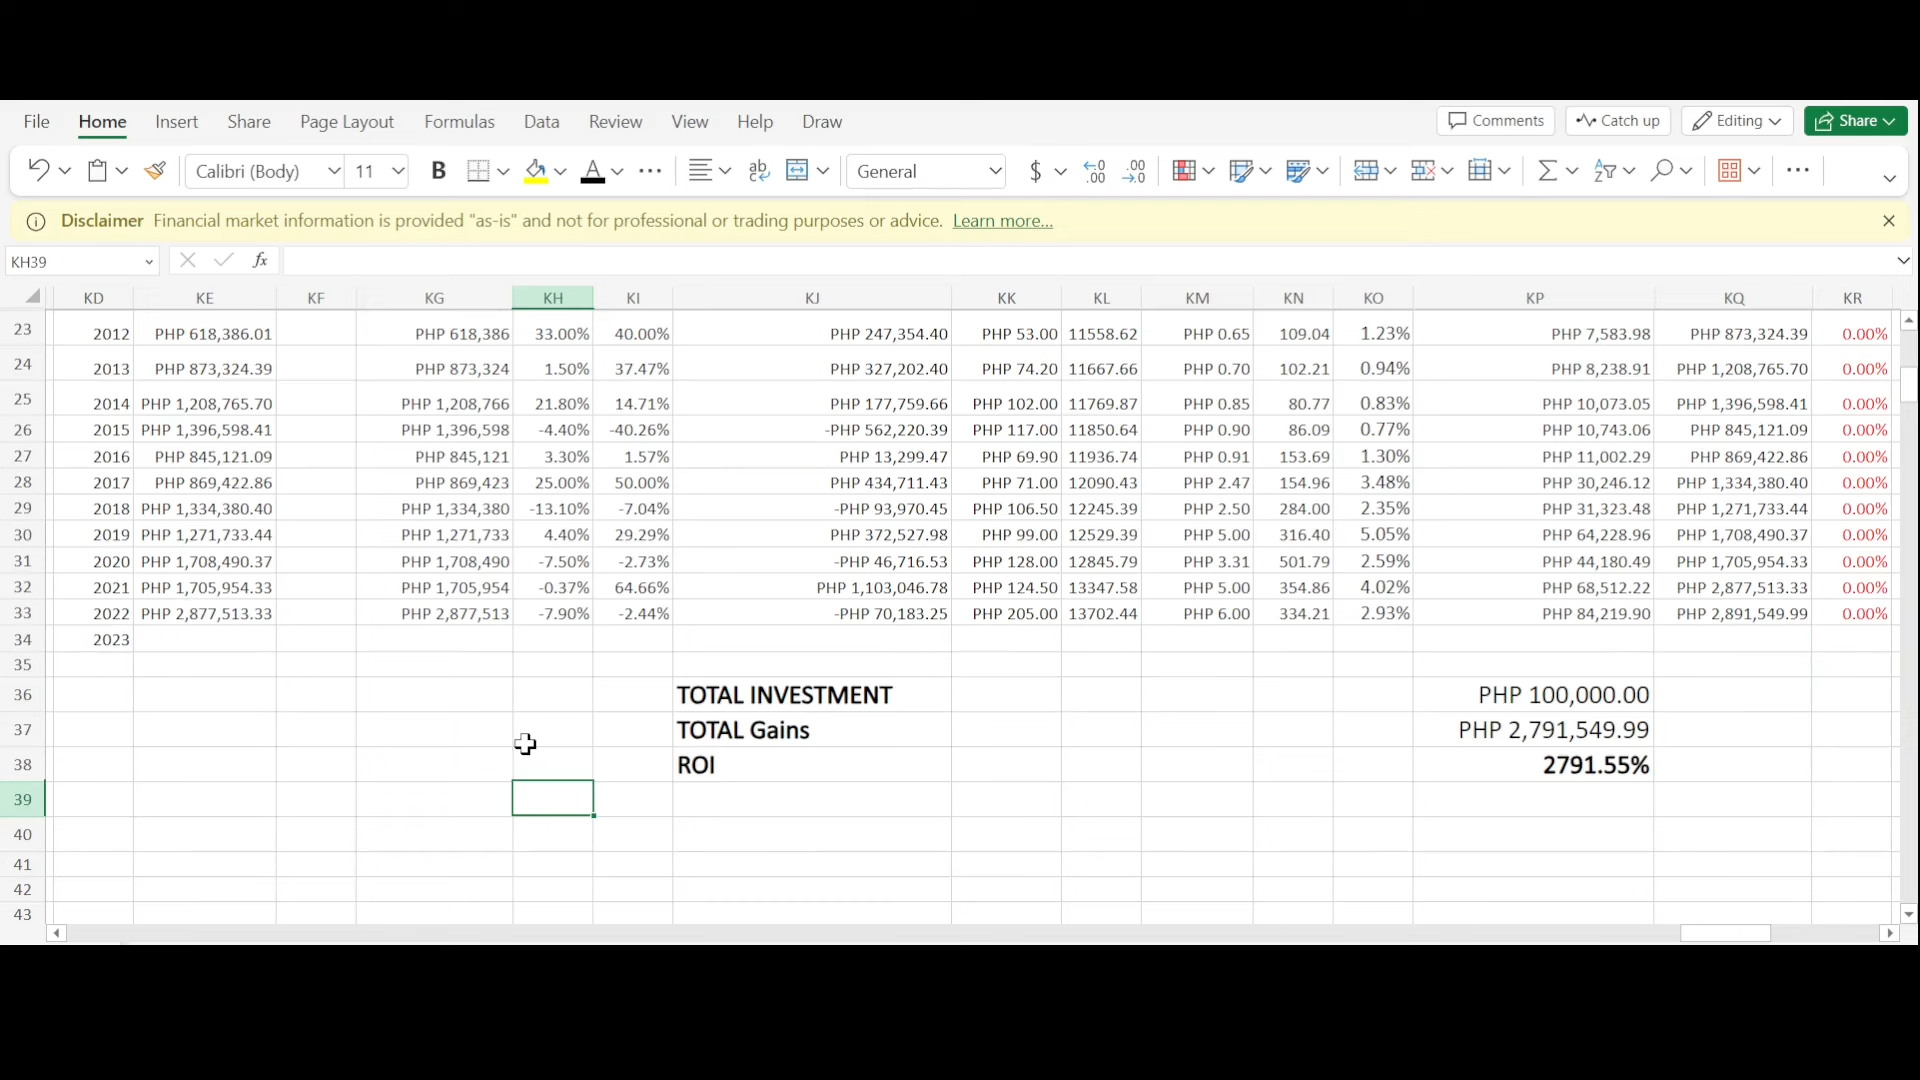 File Home Insert Share Page Layout Formulas Data Review View Help Draw Comments Catch up Editing Share
Calibri (Body) 11 B A ab General $ .00
Disclaimer Financial market information is provided "as-is" and not for professional or trading purposes or advice. Learn more...
KH39 fx
KD KE KF KG KH KI KJ KK KL KM KN KO KP KQ KR
23 2012 PHP 618,386.01 PHP 618,386 33.00% 40.00% PHP 247,354.40 PHP 53.00 11558.62 PHP 0.65 109.04 1.23% PHP 7,583.98 PHP 873,324.39 0.00%
24 2013 PHP 873,324.39 PHP 873,324 1.50% 37.47% PHP 327,202.40 PHP 74.20 11667.66 PHP 0.70 102.21 0.94% PHP 8,238.91 PHP 1,208,765.70 0.00%
25 2014 PHP 1,208,765.70 PHP 1,208,766 21.80% 14.71% PHP 177,759.66 PHP 102.00 11769.87 PHP 0.85 80.77 0.83% PHP 10,073.05 PHP 1,396,598.41 0.00%
26 2015 PHP 1,396,598.41 PHP 1,396,598 -4.40% -40.26% -PHP 562,220.39 PHP 117.00 11850.64 PHP 0.90 86.09 0.77% PHP 10,743.06 PHP 845,121.09 0.00%
27 2016 PHP 845,121.09 PHP 845,121 3.30% 1.57% PHP 13,299.47 PHP 69.90 11936.74 PHP 0.91 153.69 1.30% PHP 11,002.29 PHP 869,422.86 0.00%
28 2017 PHP 869,422.86 PHP 869,423 25.00% 50.00% PHP 434,711.43 PHP 71.00 12090.43 PHP 2.47 154.96 3.48% PHP 30,246.12 PHP 1,334,380.40 0.00%
29 2018 PHP 1,334,380.40 PHP 1,334,380 -13.10% -7.04% -PHP 93,970.45 PHP 106.50 12245.39 PHP 2.50 284.00 2.35% PHP 31,323.48 PHP 1,271,733.44 0.00%
30 2019 PHP 1,271,733.44 PHP 1,271,733 4.40% 29.29% PHP 372,527.98 PHP 99.00 12529.39 PHP 5.00 316.40 5.05% PHP 64,228.96 PHP 1,708,490.37 0.00%
31 2020 PHP 1,708,490.37 PHP 1,708,490 -7.50% -2.73% -PHP 46,716.53 PHP 128.00 12845.79 PHP 3.31 501.79 2.59% PHP 44,180.49 PHP 1,705,954.33 0.00%
32 2021 PHP 1,705,954.33 PHP 1,705,954 -0.37% 64.66% PHP 1,103,046.78 PHP 124.50 13347.58 PHP 5.00 354.86 4.02% PHP 68,512.22 PHP 2,877,513.33 0.00%
33 2022 PHP 2,877,513.33 PHP 2,877,513 -7.90% -2.44% -PHP 70,183.25 PHP 205.00 13702.44 PHP 6.00 334.21 2.93% PHP 84,219.90 PHP 2,891,549.99 0.00%
34 2023
35
36 TOTAL INVESTMENT PHP 100,000.00
37 TOTAL Gains PHP 2,791,549.99
38 ROI 2791.55%
39
40
41
42
43